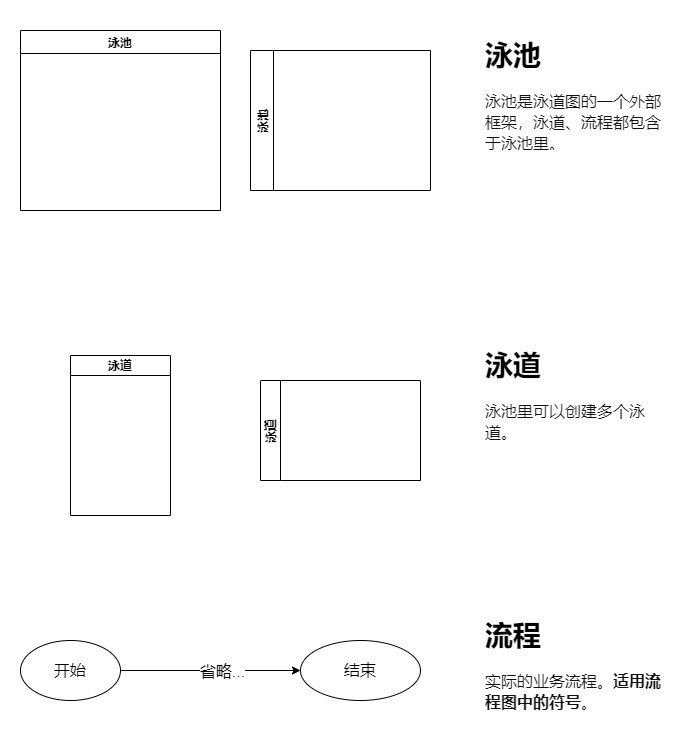 泳池
泳池
泳池
泳池是泳道图的一个外部
框架，泳道、流程都包含
于泳池里。
泳道
泳道
泳道
泳池里可以创建多个泳
道。
开始
省略...
结束
流程
实际的业务流程。适用流
程图中的符号。